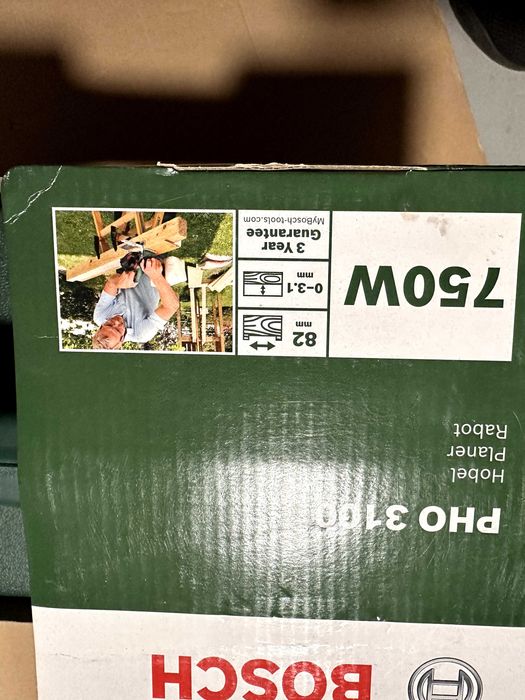 BOSCH
PHO 3100
Hobel
Planer
Rabot
750W
82
mm
0–3.1
mm
3 Year
Guarantee
MyBosch-tools.com